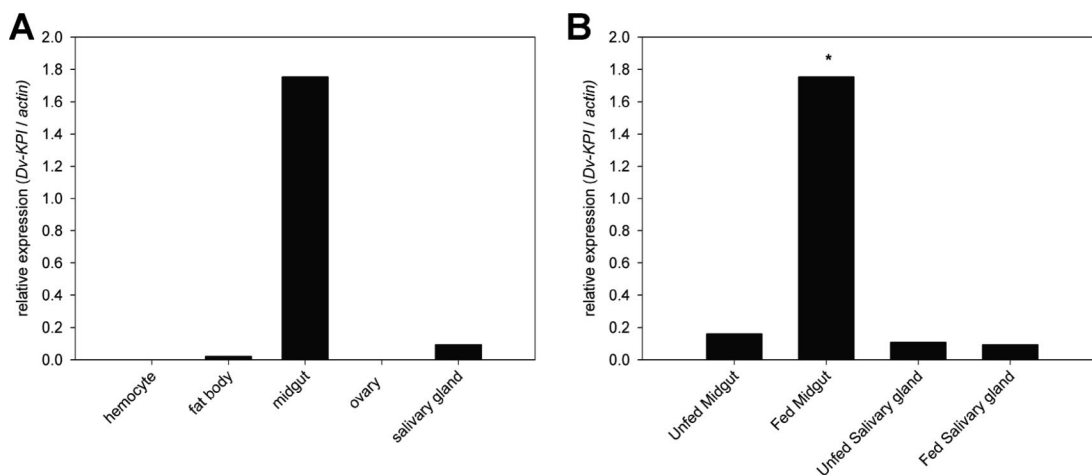 A
relative expression (Dv-KPI / actin)
2.0
1.8
1.6
1.4
1.2
1.0
0.8
0.6
0.4
0.2
0.0
hemocyte
fat body
midgut
ovary
salivary gland
B
relative expression (Dv-KPI / actin)
2.0
1.8
1.6
1.4
1.2
1.0
0.8
0.6
0.4
0.2
0.0
*
Unfed Midgut
Fed Midgut
Unfed Salivary gland
Fed Salivary gland